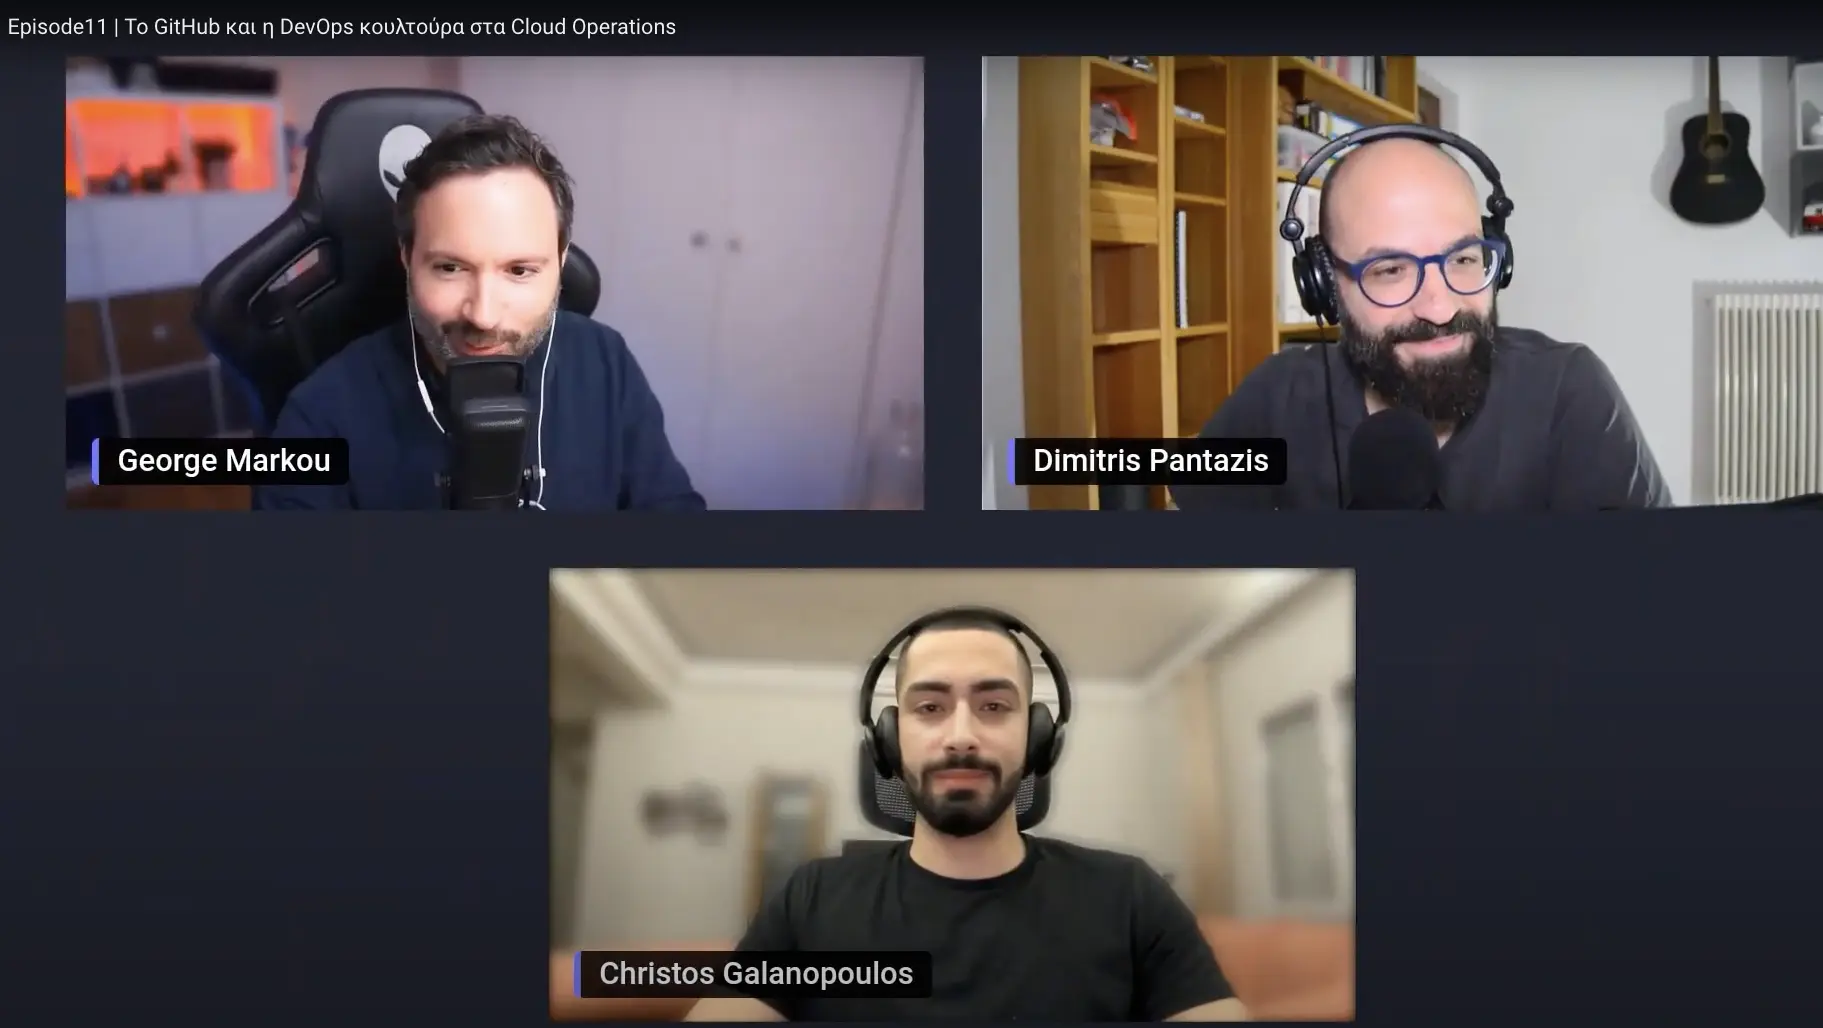 Episode11 | Το GitHub και η DevOps κουλτούρα στα Cloud Operations
George Markou
Dimitris Pantazis
Christos Galanopoulos